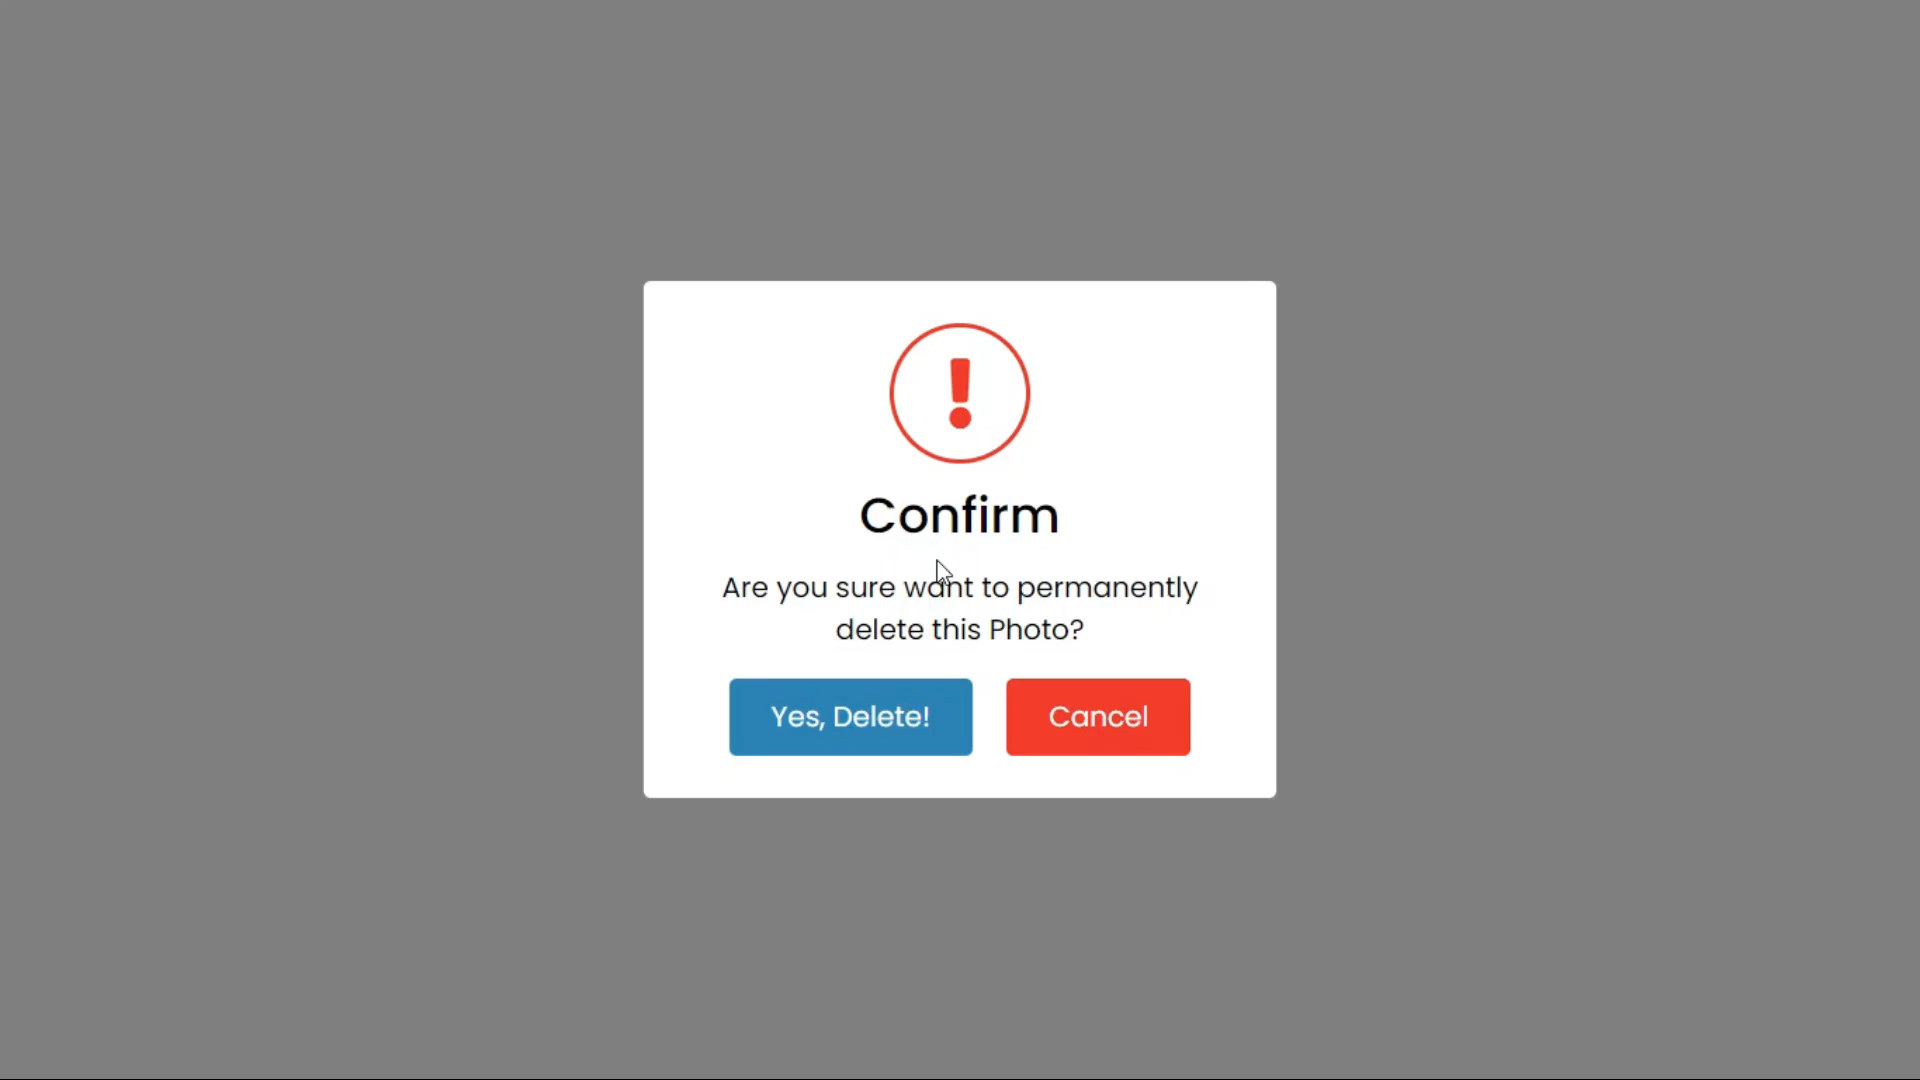 Confirm
Are you sure want to permanently
delete this Photo?
Yes, Delete!
Cancel